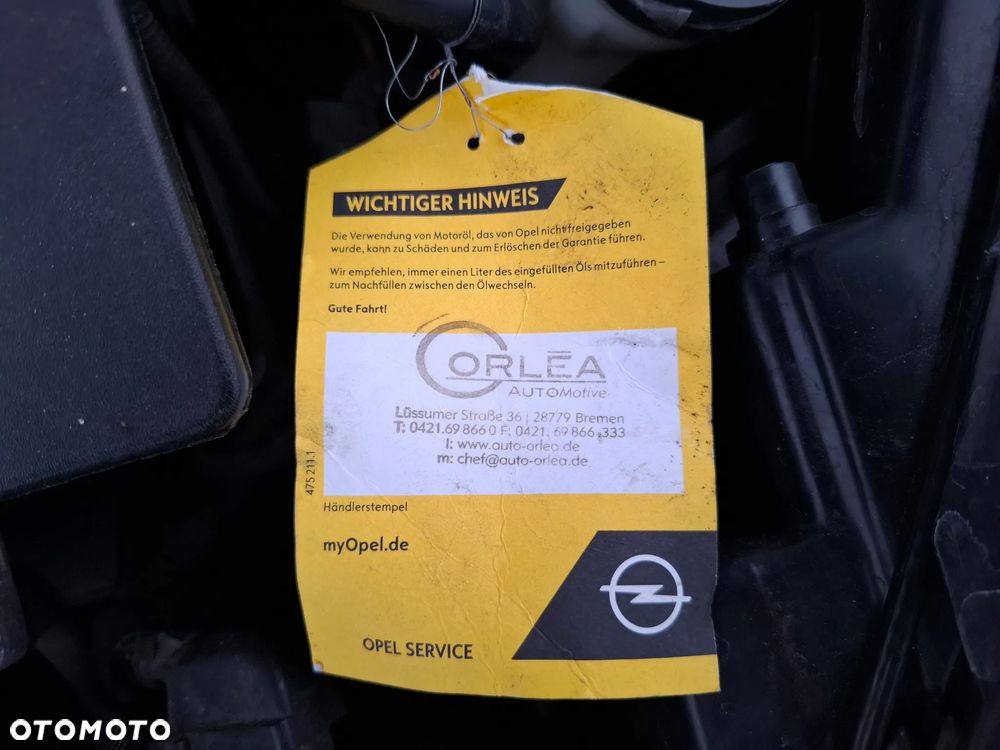 WICHTIGER HINWEIS
Die Verwendung von Motoröl, das von Opel nicht freigegeben
wurde, kann zu Schäden und zum Erlöschen der Garantie führen.
Wir empfehlen, immer einen Liter des eingefüllten Öls mitzuführen –
zum Nachfüllen zwischen den Ölwechseln.
Gute Fahrt!
ORLĒA
AUTOMotive
Lüssumer Straße 36 | 28779 Bremen
T: 0421.69 866 0 F: 0421. 69 866 .333
I: www.auto-orlea.de
m: chef@auto-orlea.de
475 211.1
Händlerstempel
myOpel.de
OPEL SERVICE
OTOMOTO